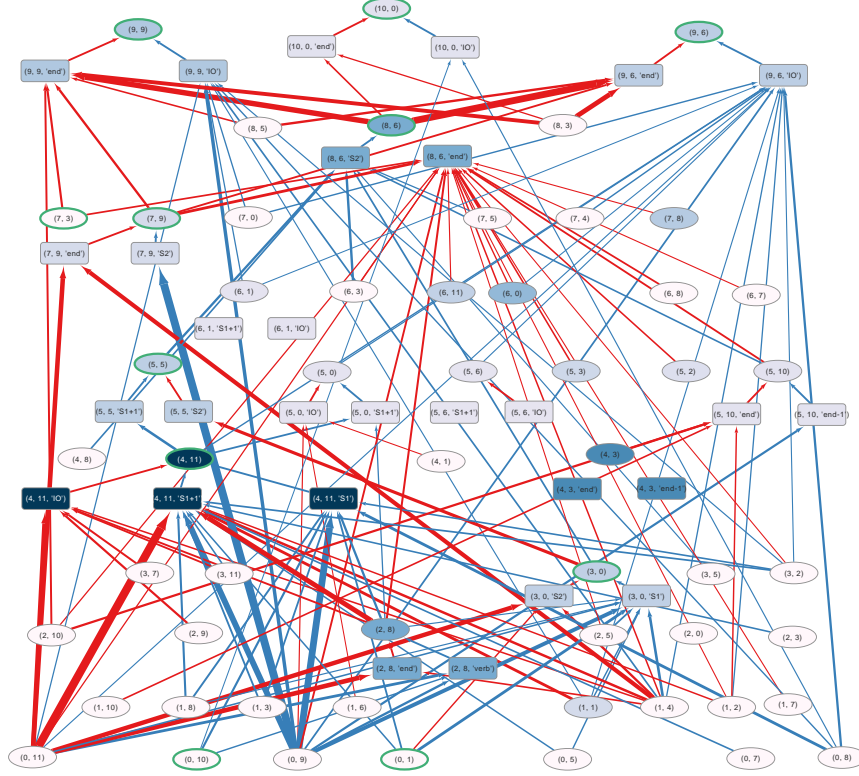 (10, 0)
(9, 9)
(9, 6)
(10, 0, 'end')
(10, 0, 'IO')
(9, 9, 'end')
(9, 9, 'IO')
(9, 6, 'end')
(9, 6, 'IO')
(8, 5)
(8, 6)
(8, 3)
(8, 6, 'S2')
(8, 6, 'end')
(7, 3)
(7, 9)
(7, 0)
(7, 5)
(7, 4)
(7, 8)
(7, 9, 'end')
(7, 9, 'S2')
(6, 1)
(6, 3)
(6, 11)
(6, 0)
(6, 8)
(6, 7)
(6, 1, 'S1+1')
(6, 1, 'IO')
(5, 5)
(5, 0)
(5, 6)
(5, 3)
(5, 2)
(5, 10)
(5, 5, 'S1+1')
(5, 5, 'S2')
(5, 0, 'IO')
(5, 0, 'S1+1')
(5, 6, 'S1+1')
(5, 6, 'IO')
(5, 10, 'end')
(5, 10, 'end-1')
(4, 8)
(4, 11)
(4, 1)
(4, 3)
(4, 11, 'IO')
(4, 11, 'S1+1')
(4, 11, 'S1')
(4, 3, 'end')
(4, 3, 'end-1')
(3, 7)
(3, 11)
(3, 0)
(3, 5)
(3, 2)
(3, 0, 'S2')
(3, 0, 'S1')
(2, 10)
(2, 9)
(2, 8)
(2, 5)
(2, 0)
(2, 3)
(2, 8, 'end')
(2, 8, 'verb')
(1, 10)
(1, 8)
(1, 3)
(1, 6)
(1, 1)
(1, 4)
(1, 2)
(1, 7)
(0, 11)
(0, 10)
(0, 9)
(0, 1)
(0, 5)
(0, 7)
(0, 8)